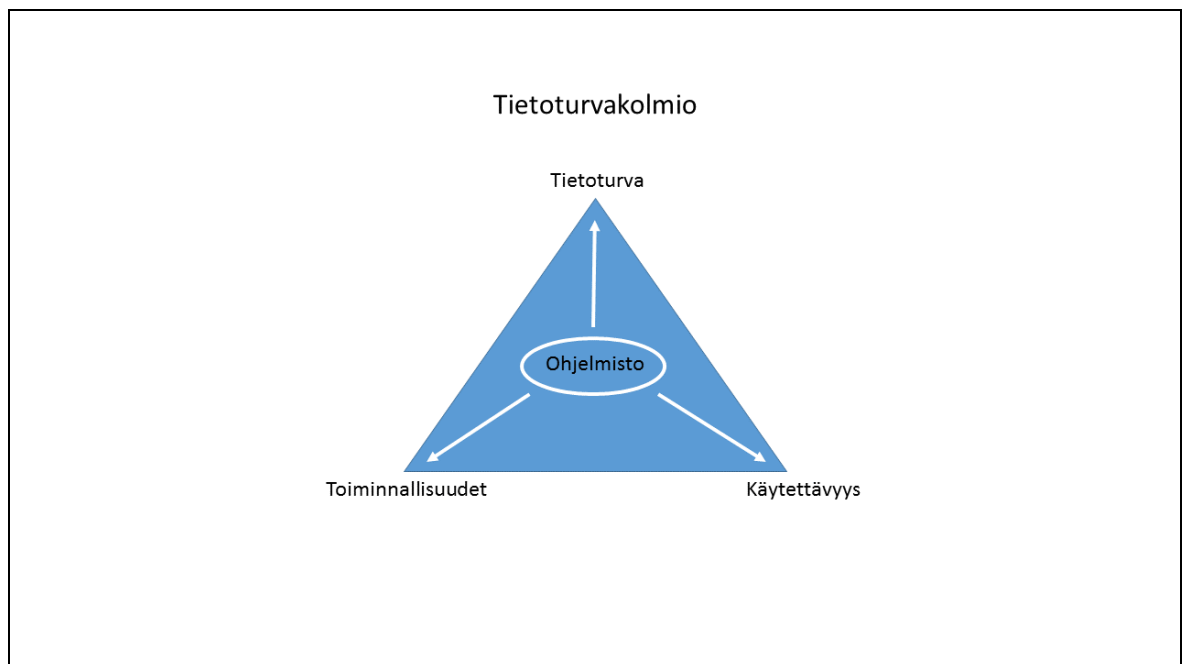 Tietoturvakolmio
Tietoturva
Ohjelmisto
Toiminnallisuudet
Käytettävyys